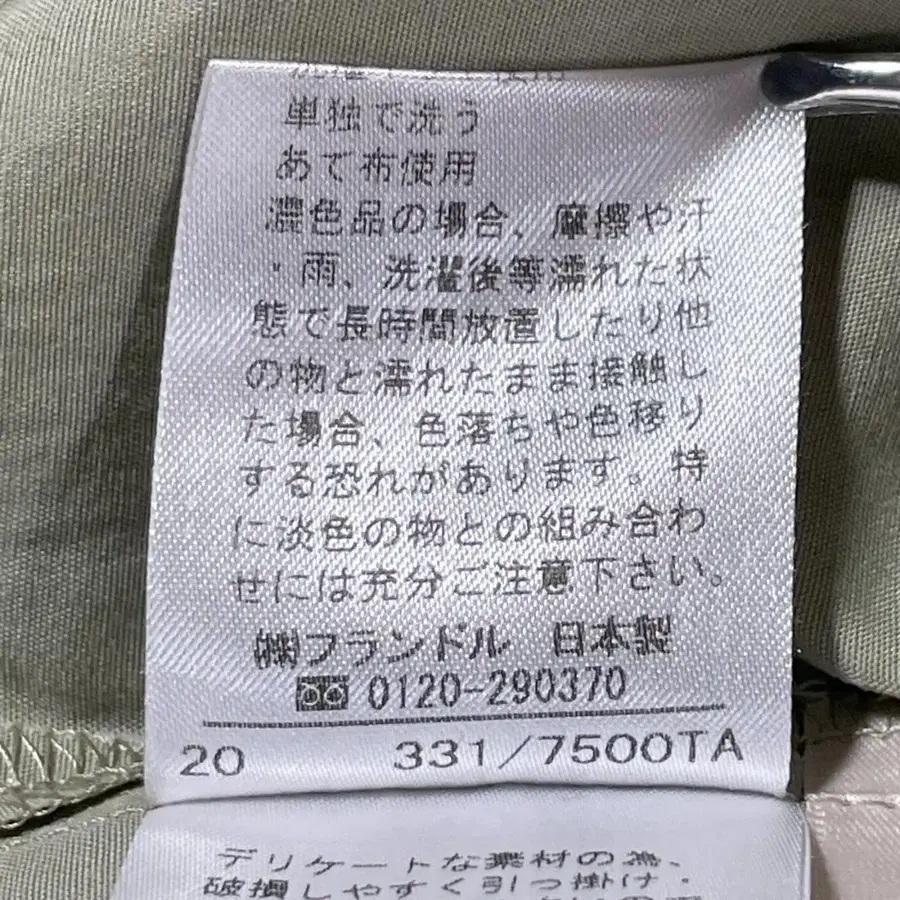 単独で洗う
あて布使用
濃色品の場合、摩擦や汗
・雨、洗濯後等濡れた状
態で長時間放置したり他
の物と濡れたまま接触し
た場合、色落ちや色移り
する恐れがあります。特
に淡色の物との組み合わ
せには充分ご注意下さい。
㈱フランドル 日本製
0120-290370
20 331/7500TA
デリケートな素材の為、
破損しやすく引っ掛け・